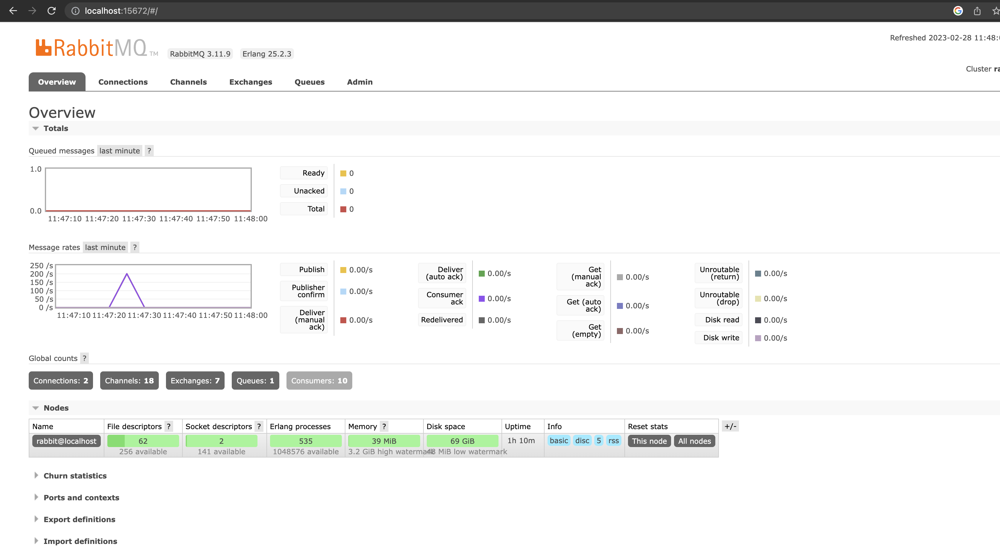 localhost:15672/#/
RabbitMQ TM RabbitMQ 3.11.9 Erlang 25.2.3
Refreshed 2023-02-28 11:48:
Cluster
Overview Connections Channels Exchanges Queues Admin
Overview
Totals
Queued messages last minute ?
1.0
0.0
11:47:10 11:47:20 11:47:30 11:47:40 11:47:50 11:48:00
Ready 0
Unacked 0
Total 0
Message rates last minute ?
250 /s
200 /s
150 /s
100 /s
50 /s
0 /s
11:47:10 11:47:20 11:47:30 11:47:40 11:47:50 11:48:00
Publish 0.00/s
Publisher
confirm 0.00/s
Deliver
(manual
ack) 0.00/s
Deliver
(auto ack) 0.00/s
Consumer
ack 0.00/s
Redelivered 0.00/s
Get
(manual
ack) 0.00/s
Get (auto
ack) 0.00/s
Get
(empty) 0.00/s
Unroutable
(return) 0.00/s
Unroutable
(drop) 0.00/s
Disk read 0.00/s
Disk write 0.00/s
Global counts ?
Connections: 2 Channels: 18 Exchanges: 7 Queues: 1 Consumers: 10
Nodes
Name File descriptors ? Socket descriptors ? Erlang processes Memory ? Disk space Uptime Info Reset stats +/-
rabbit@localhost 62 2 535 39 MiB 69 GiB 1h 10m basic disc 5 rss This node All nodes
256 available 141 available 1048576 available 3.2 GiB high watermark 48 MiB low watermark
Churn statistics
Ports and contexts
Export definitions
Import definitions